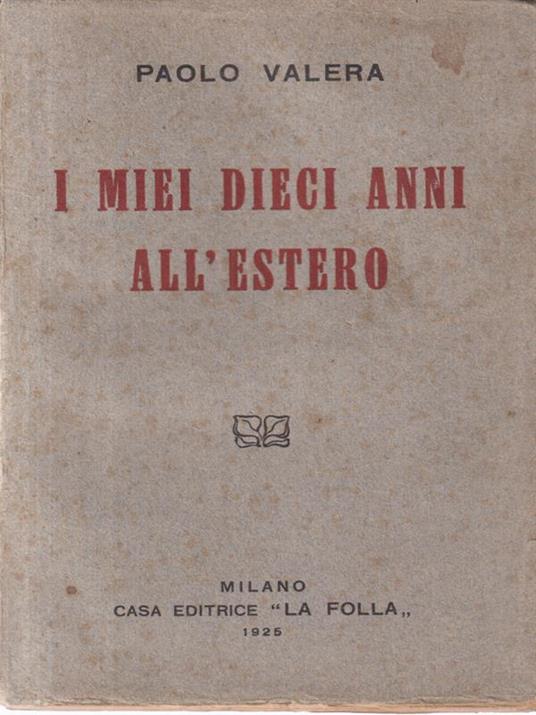 PAOLO VALERA
I MIEI DIECI ANNI
ALL'ESTERO
MILANO
CASA EDITRICE “LA FOLLA„
1925